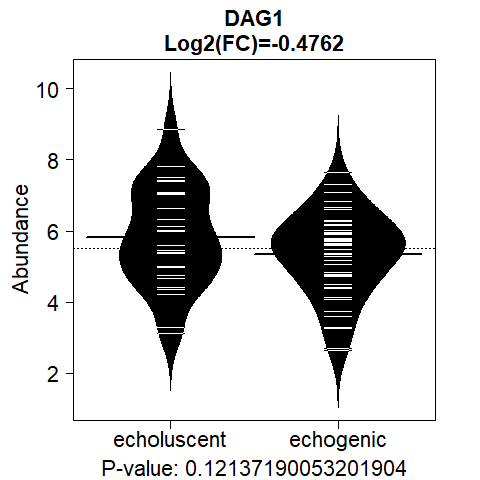 DAG1
Log2(FC)=-0.4762
Abundance
10
8
6
4
2
echoluscent echogenic
P-value: 0.12137190053201904